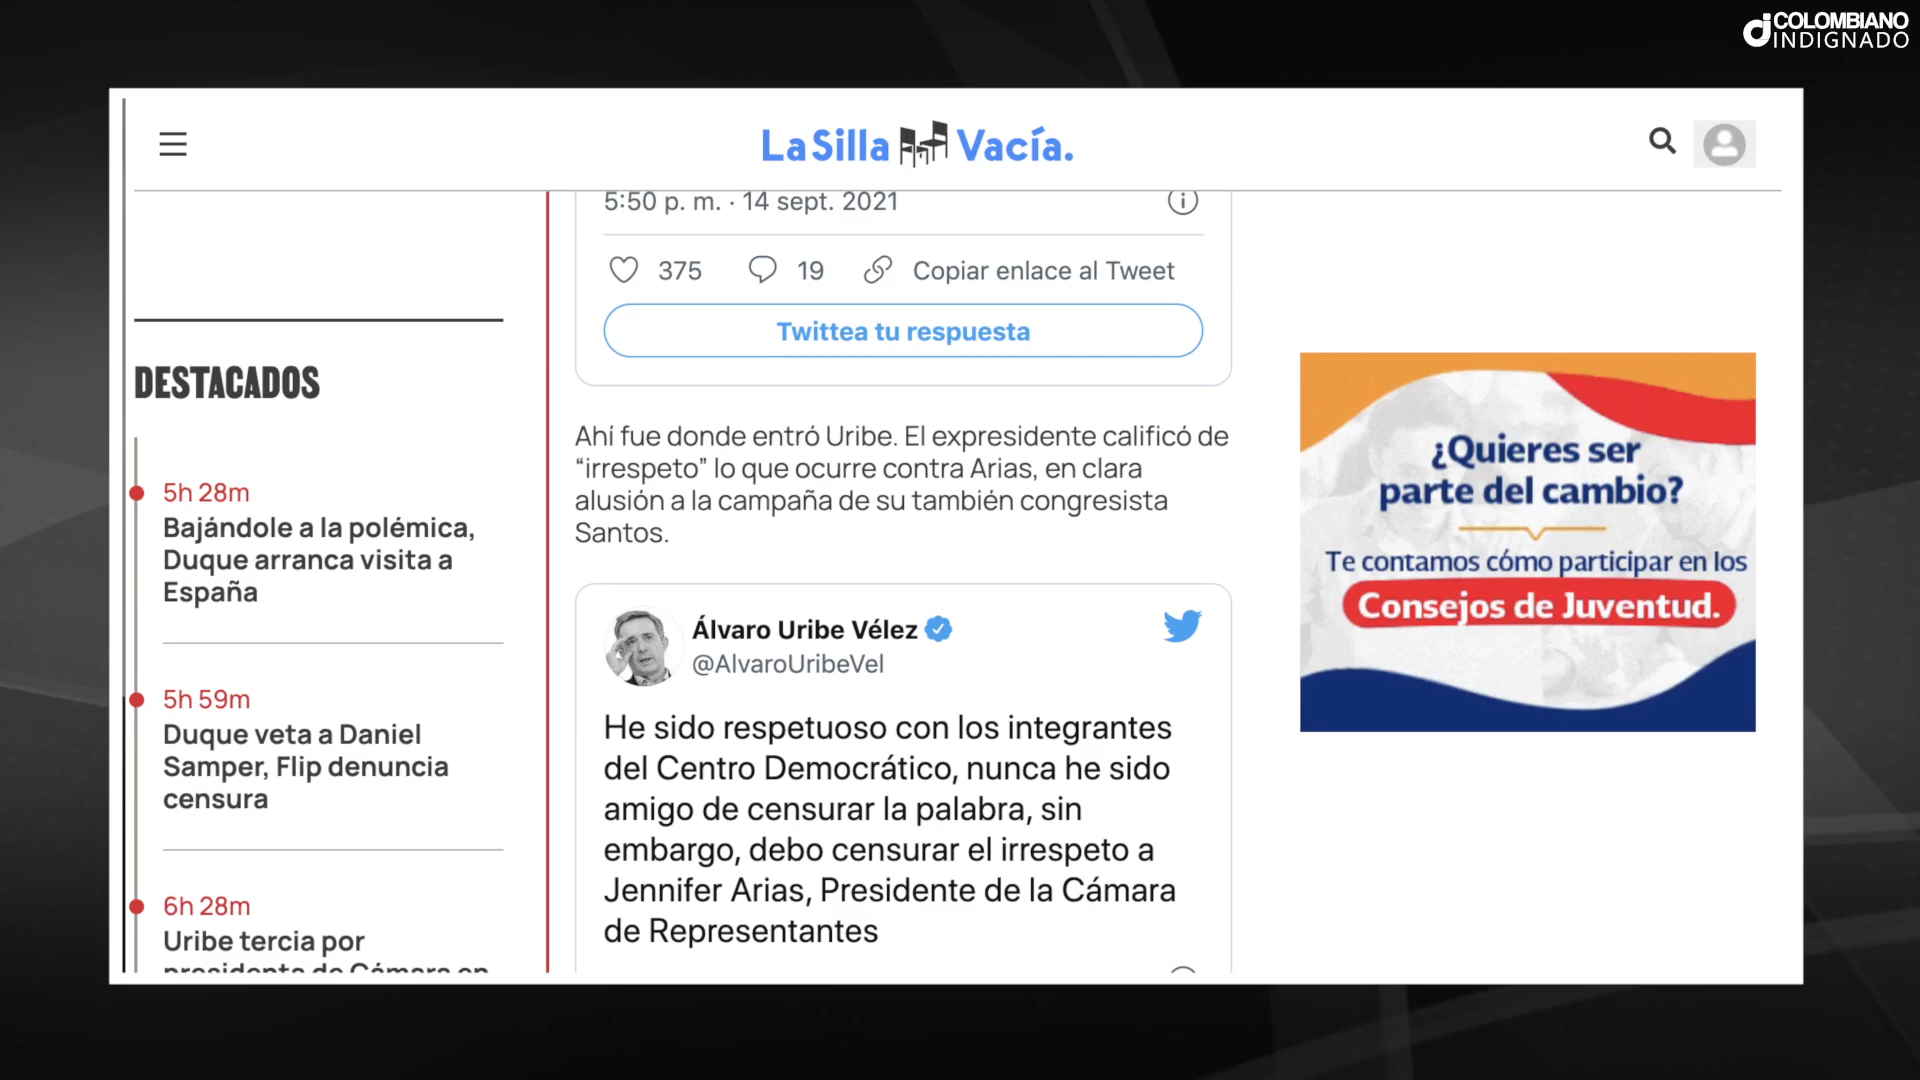 COLOMBIANO
INDIGNADO
La Silla Vacía.
5:50 p. m. · 14 sept. 2021
375 19 Copiar enlace al Tweet
Twittea tu respuesta
DESTACADOS
5h 28m
Bajándole a la polémica,
Duque arranca visita a
España
5h 59m
Duque veta a Daniel
Samper, Flip denuncia
censura
6h 28m
Uribe tercia por
presidenta de Cámara en
Ahí fue donde entró Uribe. El expresidente calificó de
“irrespeto” lo que ocurre contra Arias, en clara
alusión a la campaña de su también congresista
Santos.
Álvaro Uribe Vélez
@AlvaroUribeVel
He sido respetuoso con los integrantes
del Centro Democrático, nunca he sido
amigo de censurar la palabra, sin
embargo, debo censurar el irrespeto a
Jennifer Arias, Presidente de la Cámara
de Representantes
¿Quieres ser
parte del cambio?
Te contamos cómo participar en los
Consejos de Juventud.